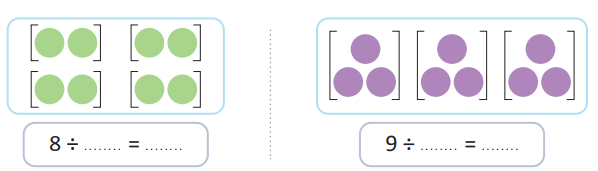 8 ÷ ........ = ........
9 ÷ ........ = ........